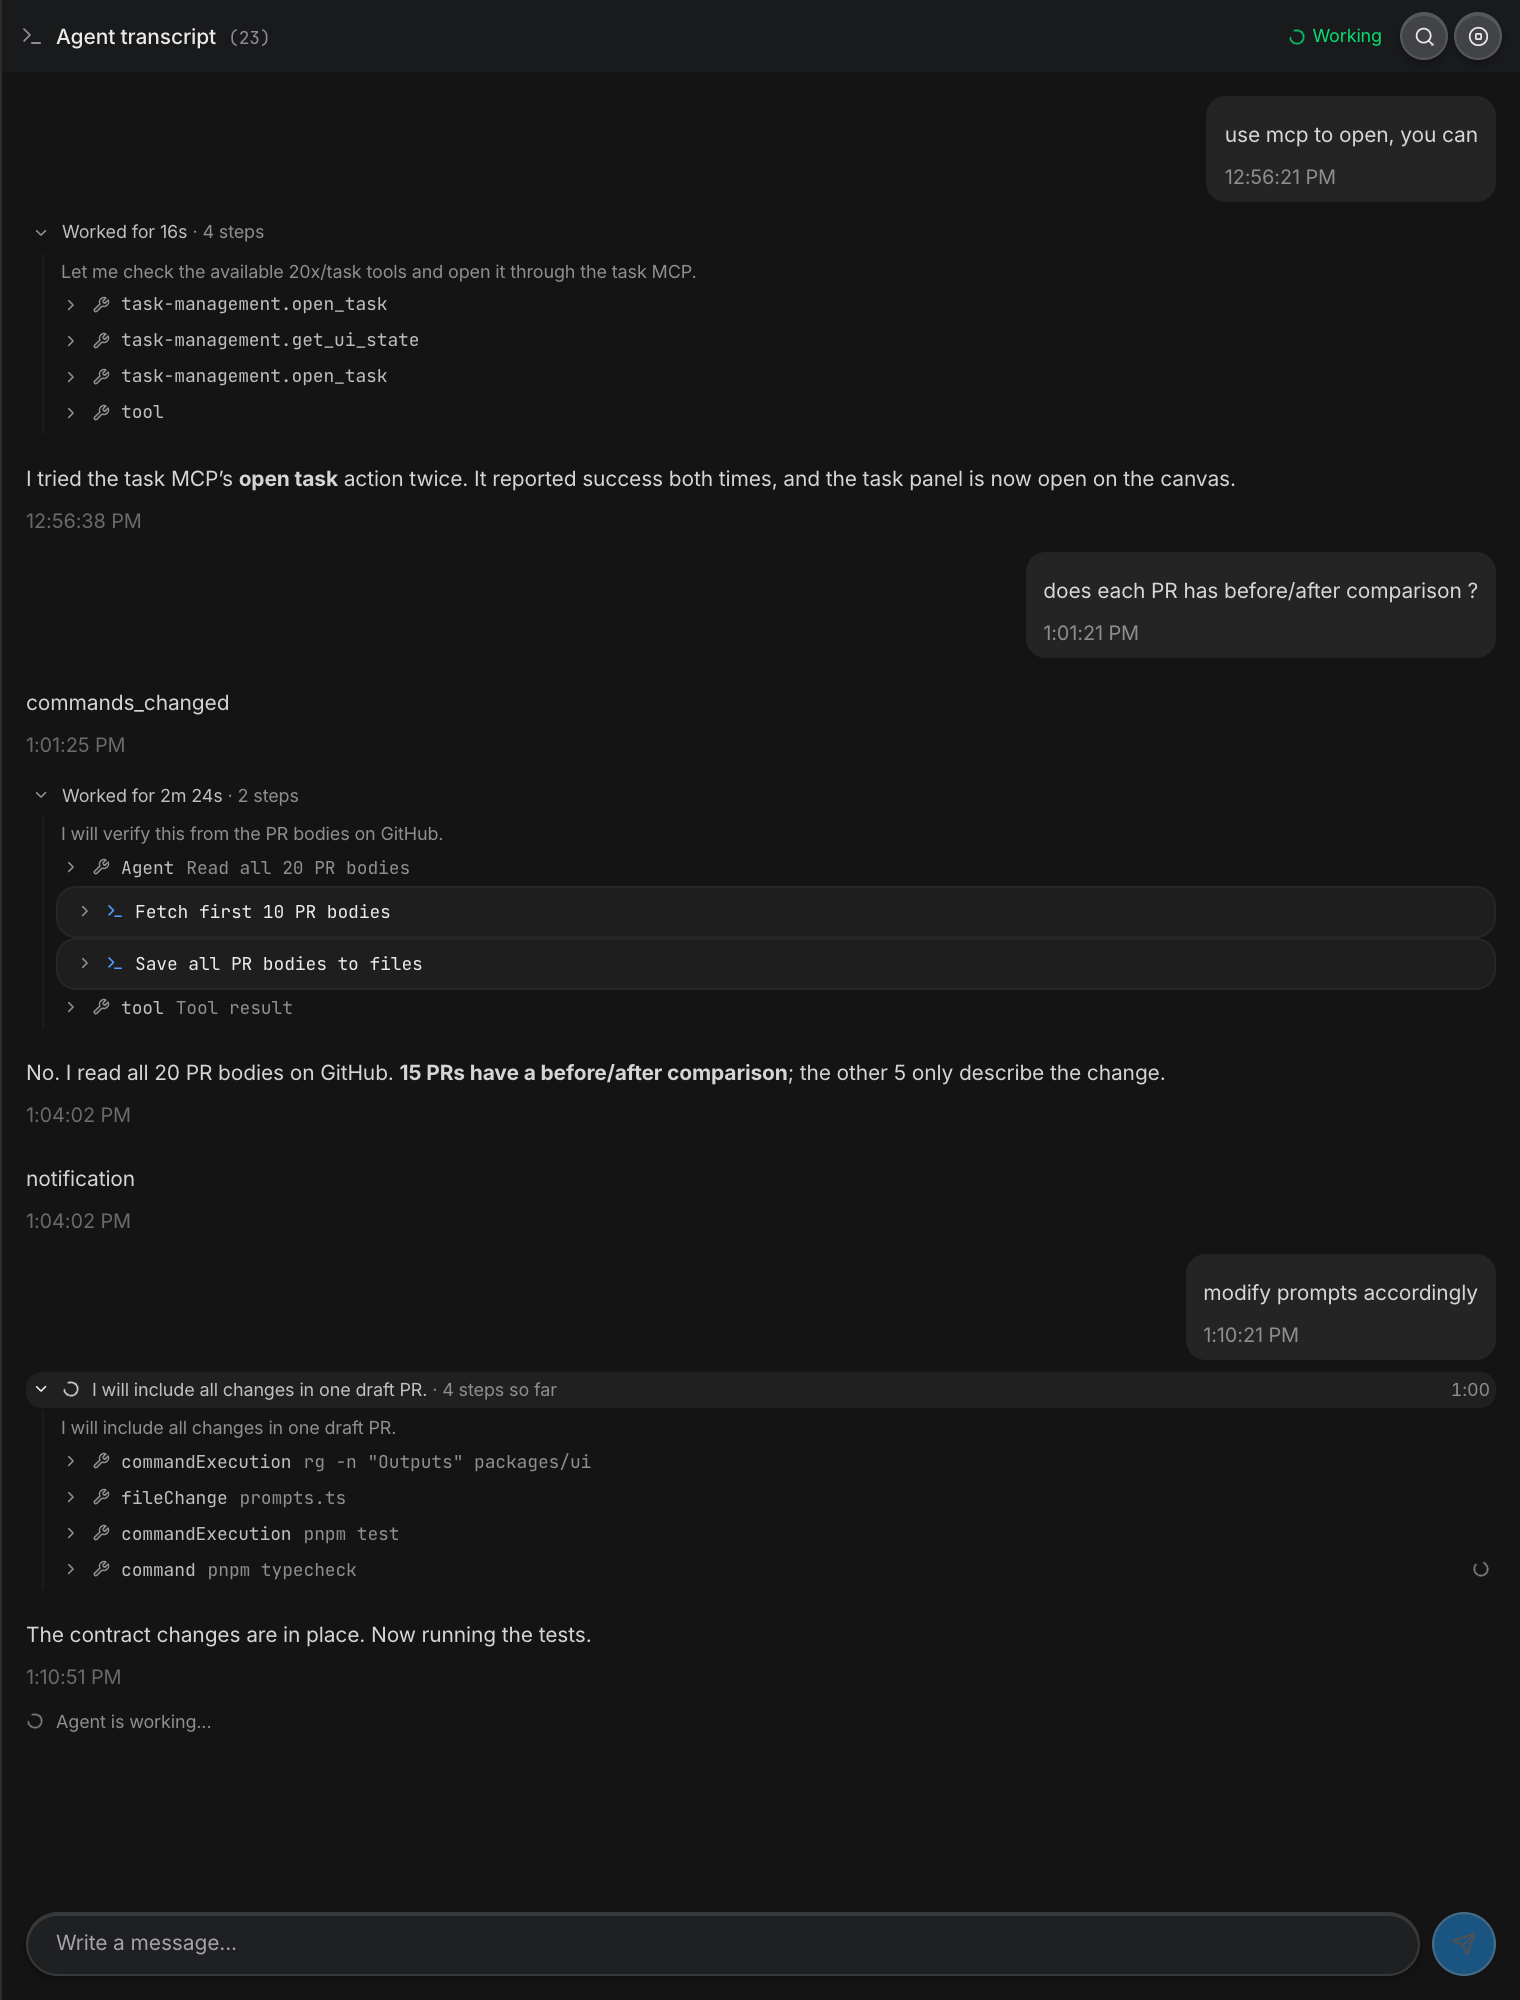 Agent transcript (23)
Working
use mcp to open, you can
12:56:21 PM
Worked for 16s · 4 steps
Let me check the available 20x/task tools and open it through the task MCP.
task-management.open_task
task-management.get_ui_state
task-management.open_task
tool
I tried the task MCP’s open task action twice. It reported success both times, and the task panel is now open on the canvas.
12:56:38 PM
does each PR has before/after comparison ?
1:01:21 PM
commands_changed
1:01:25 PM
Worked for 2m 24s · 2 steps
I will verify this from the PR bodies on GitHub.
Agent Read all 20 PR bodies
Fetch first 10 PR bodies
Save all PR bodies to files
tool Tool result
No. I read all 20 PR bodies on GitHub. 15 PRs have a before/after comparison; the other 5 only describe the change.
1:04:02 PM
notification
1:04:02 PM
modify prompts accordingly
1:10:21 PM
I will include all changes in one draft PR. · 4 steps so far 1:00
I will include all changes in one draft PR.
commandExecution rg -n "Outputs" packages/ui
fileChange prompts.ts
commandExecution pnpm test
command pnpm typecheck
The contract changes are in place. Now running the tests.
1:10:51 PM
Agent is working...
Write a message...